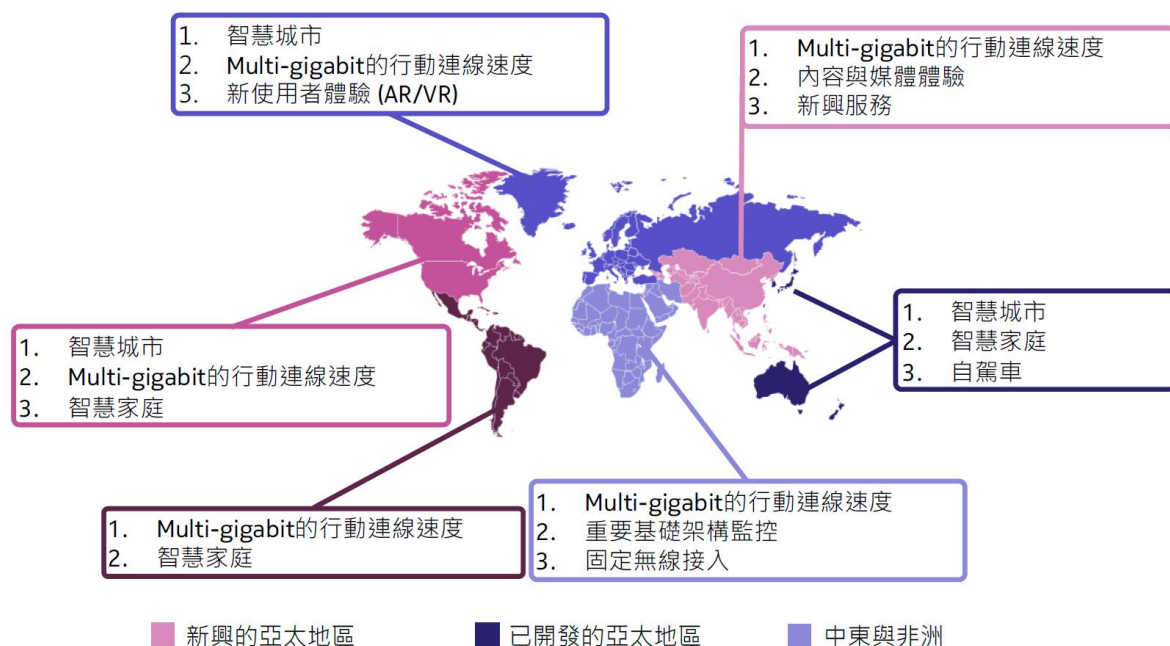 1. 智慧城市
2. Multi-gigabit的行動連線速度
3. 新使用者體驗 (AR/VR)
1. Multi-gigabit的行動連線速度
2. 內容與媒體體驗
3. 新興服務
1. 智慧城市
2. Multi-gigabit的行動連線速度
3. 智慧家庭
1. 智慧城市
2. 智慧家庭
3. 自駕車
1. Multi-gigabit的行動連線速度
2. 智慧家庭
1. Multi-gigabit的行動連線速度
2. 重要基礎架構監控
3. 固定無線接入
新興的亞太地區
已開發的亞太地區
中東與非洲